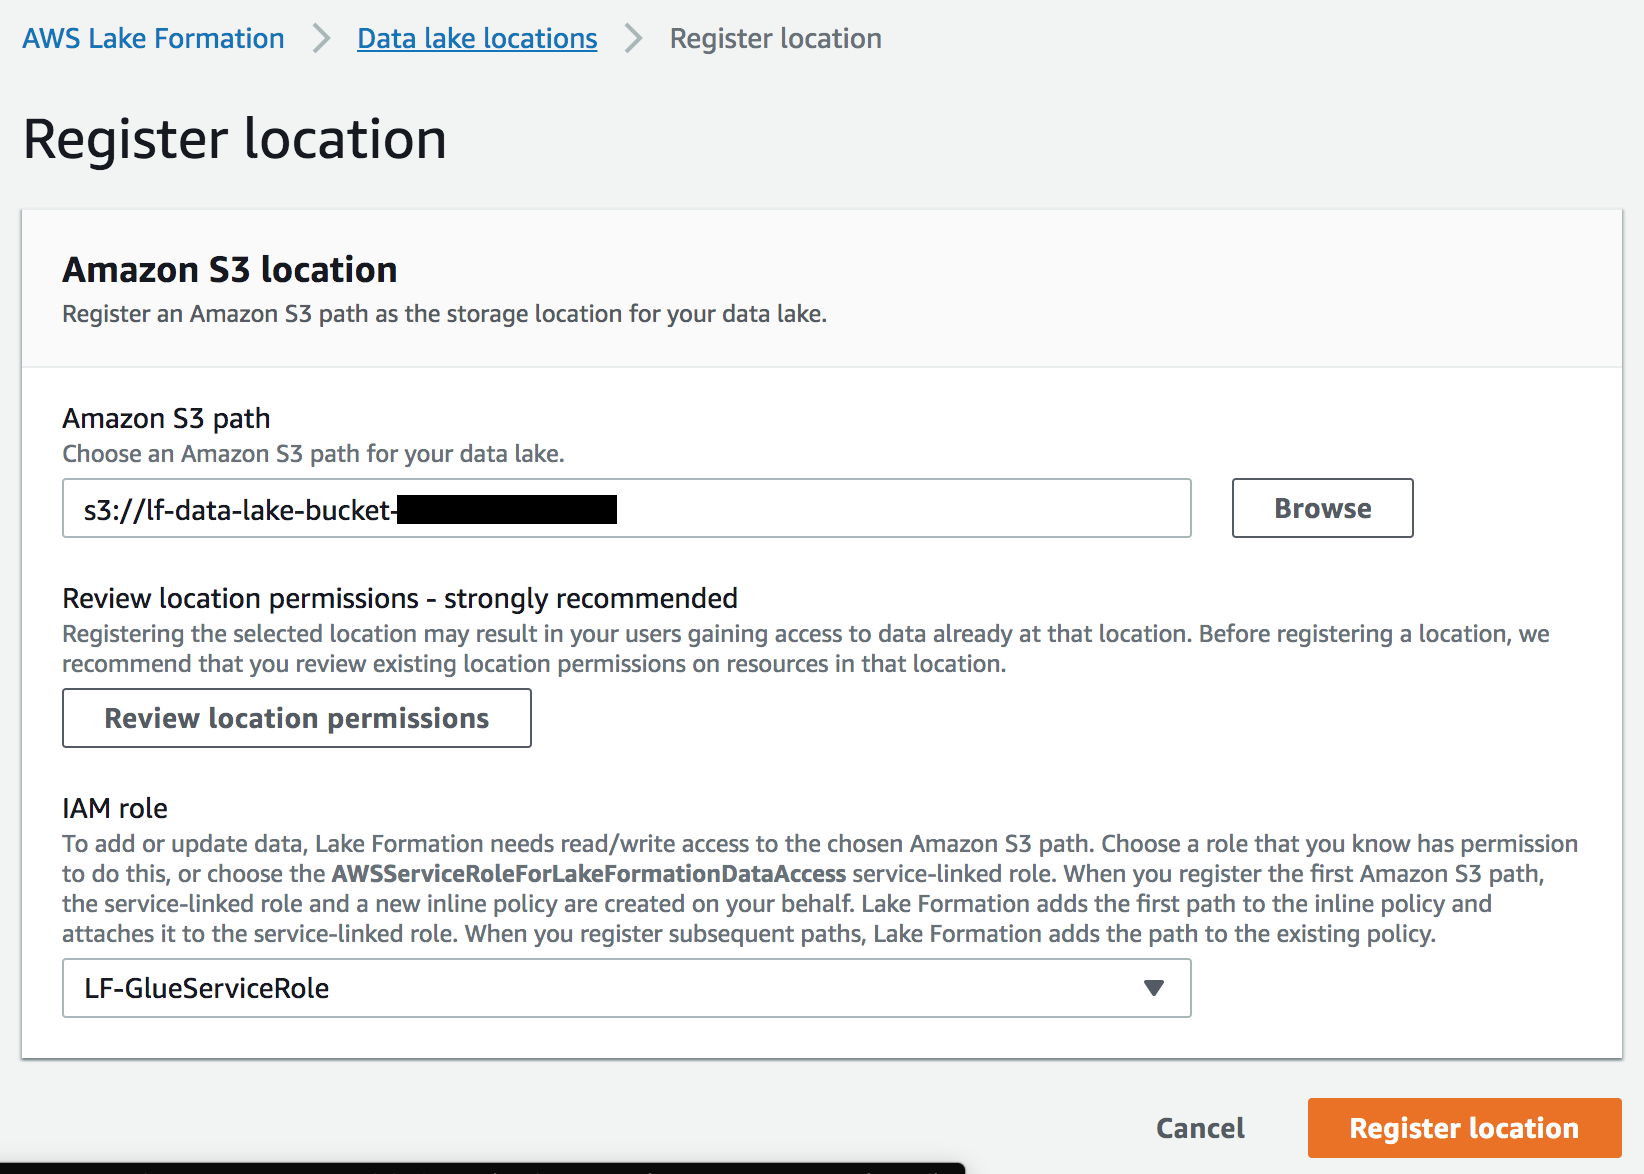 AWS Lake Formation > Data lake locations > Register location
Register location
Amazon S3 location
Register an Amazon S3 path as the storage location for your data lake.
Amazon S3 path
Choose an Amazon S3 path for your data lake.
s3://lf-data-lake-bucket-
Browse
Review location permissions - strongly recommended
Registering the selected location may result in your users gaining access to data already at that location. Before registering a location, we
recommend that you review existing location permissions on resources in that location.
Review location permissions
IAM role
To add or update data, Lake Formation needs read/write access to the chosen Amazon S3 path. Choose a role that you know has permission
to do this, or choose the AWSServiceRoleForLakeFormationDataAccess service-linked role. When you register the first Amazon S3 path,
the service-linked role and a new inline policy are created on your behalf. Lake Formation adds the first path to the inline policy and
attaches it to the service-linked role. When you register subsequent paths, Lake Formation adds the path to the existing policy.
LF-GlueServiceRole
Cancel
Register location